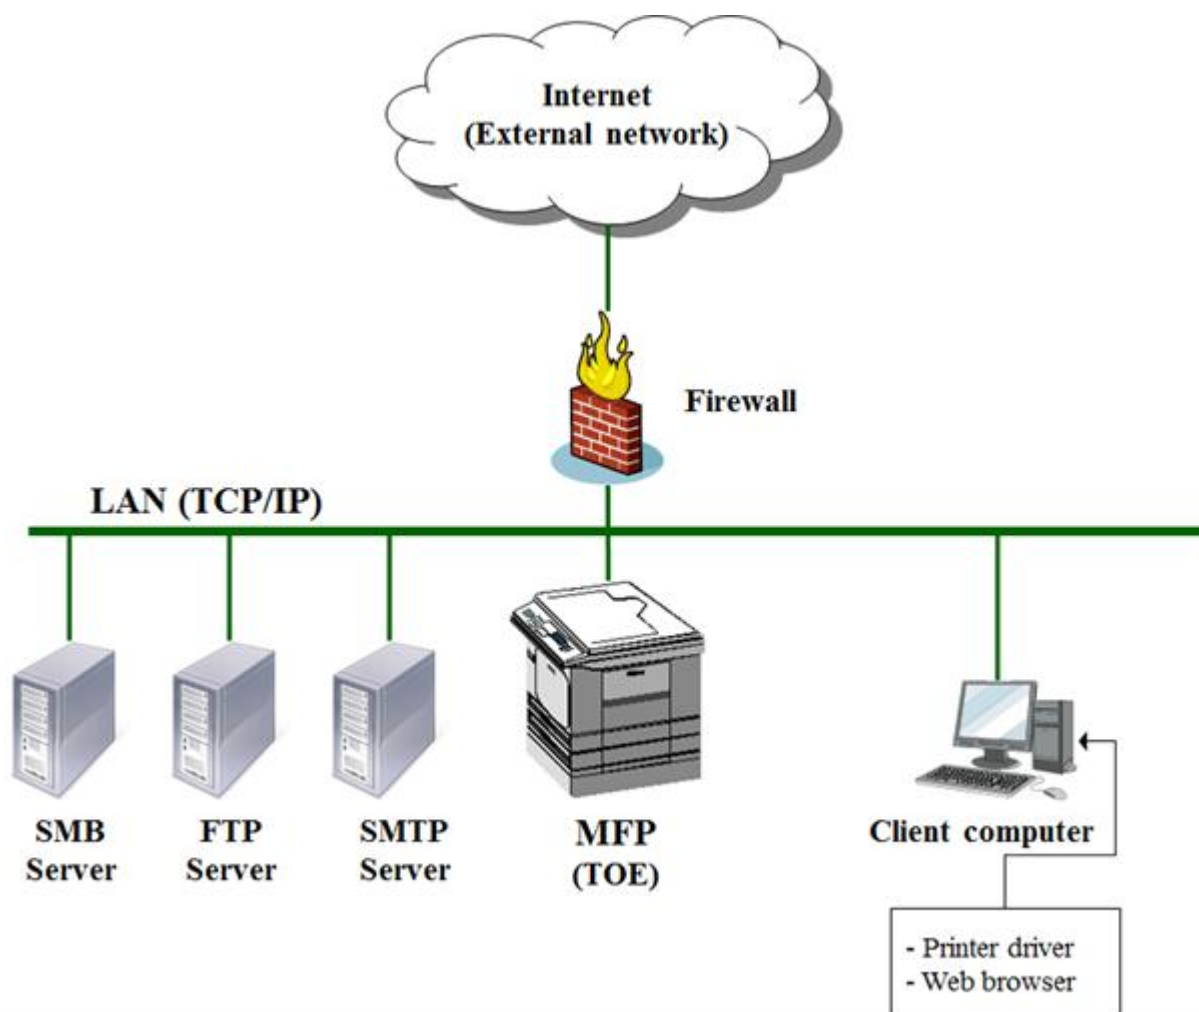 Internet
(External network)
Firewall
LAN (TCP/IP)
SMB
Server
FTP
Server
SMTP
Server
MFP
(TOE)
Client computer
- Printer driver
- Web browser